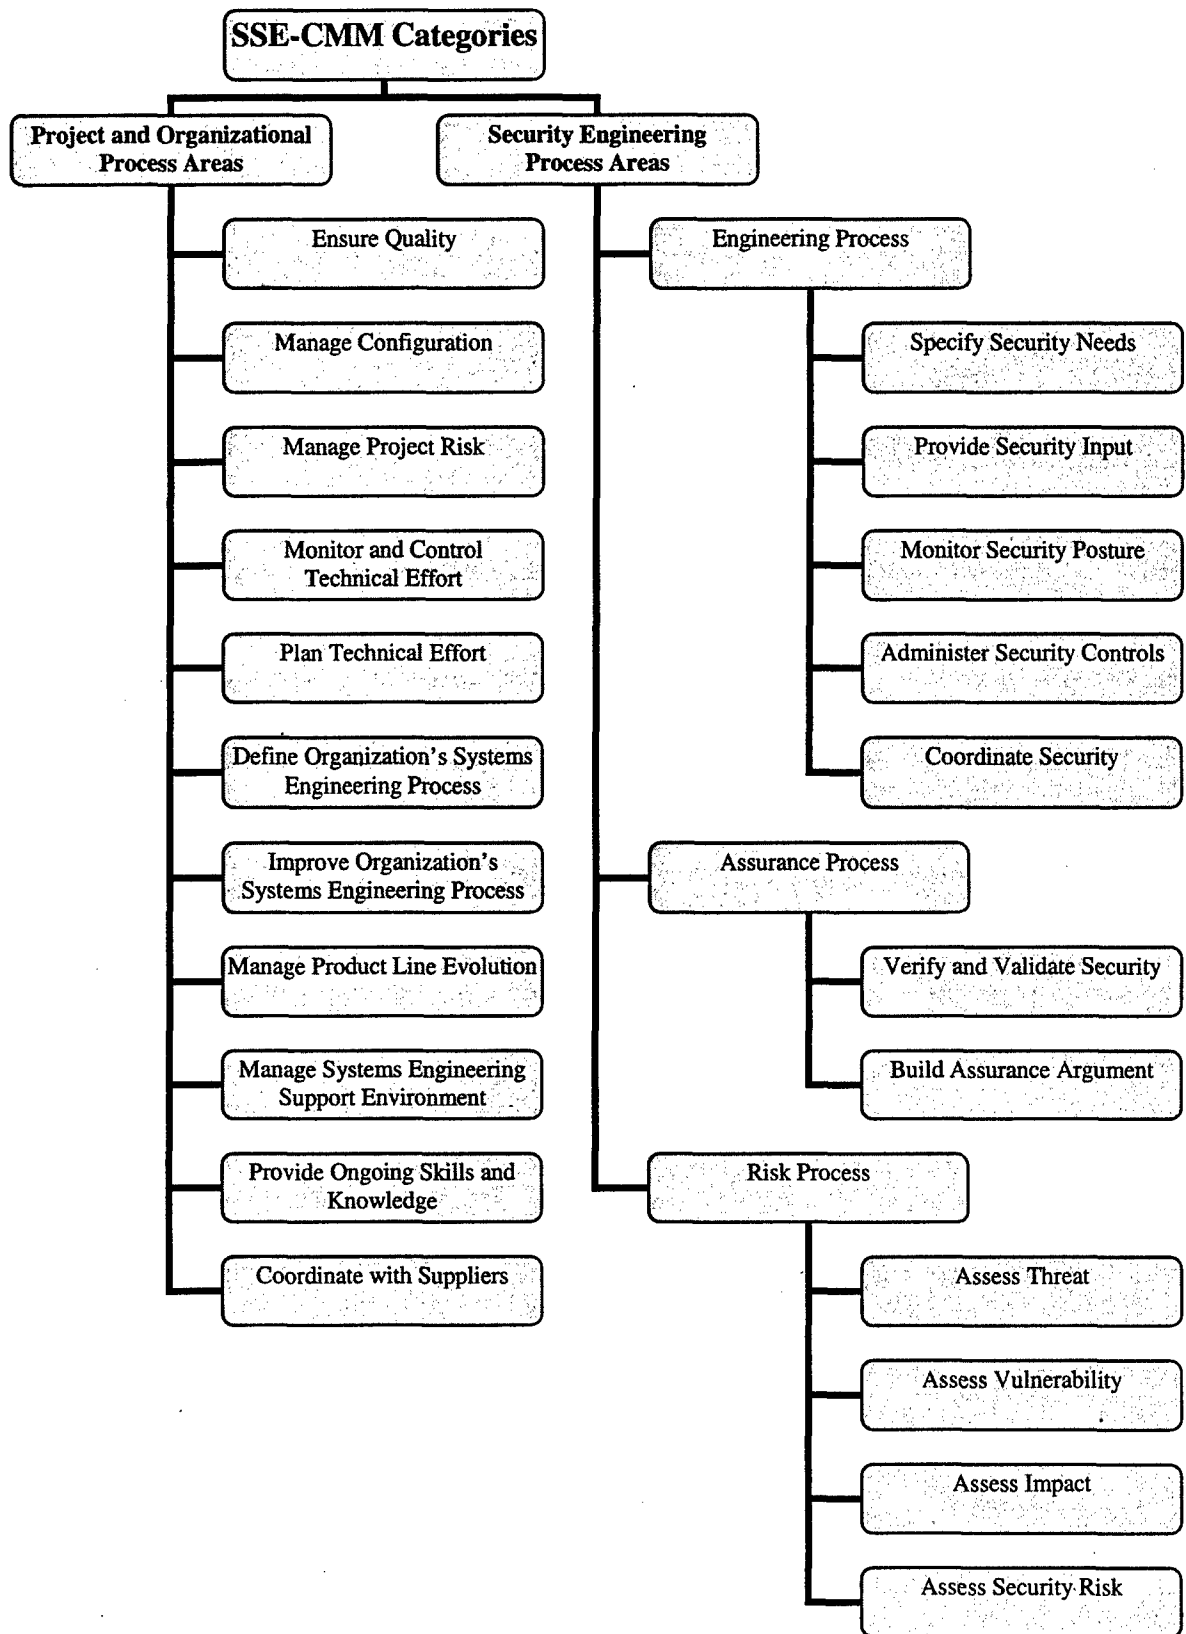 SSE-CMM Categories
Project and Organizational
Process Areas
Security Engineering
Process Areas
Ensure Quality
Manage Configuration
Manage Project Risk
Monitor and Control
Technical Effort
Plan Technical Effort
Define Organization's Systems
Engineering Process
Improve Organization's
Systems Engineering Process
Manage Product Line Evolution
Manage Systems Engineering
Support Environment
Provide Ongoing Skills and
Knowledge
Coordinate with Suppliers
Engineering Process
Specify Security Needs
Provide Security Input
Monitor Security Posture
Administer Security Controls
Coordinate Security
Assurance Process
Verify and Validate Security
Build Assurance Argument
Risk Process
Assess Threat
Assess Vulnerability
Assess Impact
Assess Security Risk